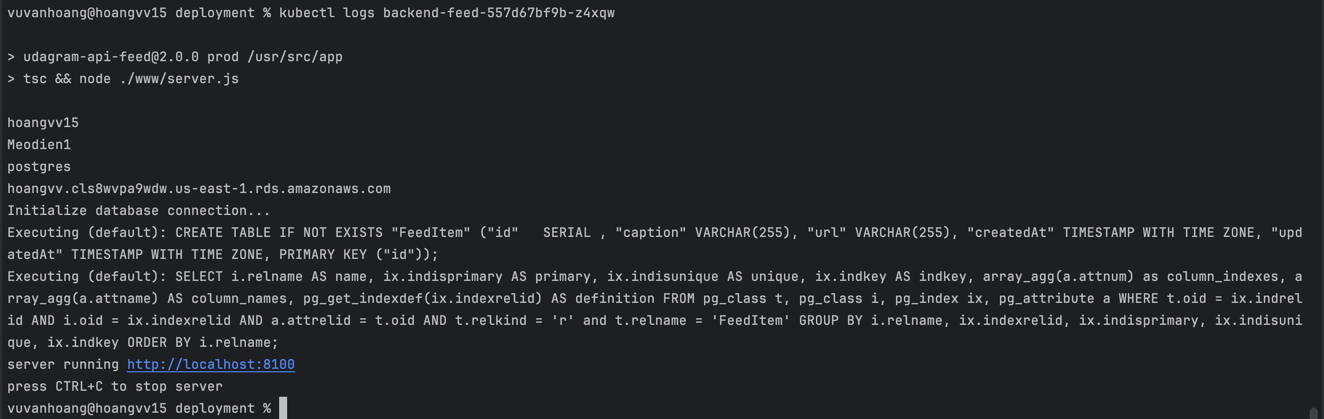 vuvanhoang@hoangvv15 deployment % kubectl logs backend-feed-557d67bf9b-z4xqw
> udagram-api-feed@2.0.0 prod /usr/src/app
> tsc && node ./www/server.js
hoangvv15
Meodien1
postgres
hoangvv.cls8wvpa9wdw.us-east-1.rds.amazonaws.com
Initialize database connection...
Executing (default): CREATE TABLE IF NOT EXISTS "FeedItem" ("id"   SERIAL , "caption" VARCHAR(255), "url" VARCHAR(255), "createdAt" TIMESTAMP WITH TIME ZONE, "upd
atedAt" TIMESTAMP WITH TIME ZONE, PRIMARY KEY ("id"));
Executing (default): SELECT i.relname AS name, ix.indisprimary AS primary, ix.indisunique AS unique, ix.indkey AS indkey, array_agg(a.attnum) as column_indexes, a
rray_agg(a.attname) AS column_names, pg_get_indexdef(ix.indexrelid) AS definition FROM pg_class t, pg_class i, pg_index ix, pg_attribute a WHERE t.oid = ix.indrel
id AND i.oid = ix.indexrelid AND a.attrelid = t.oid AND t.relkind = 'r' and t.relname = 'FeedItem' GROUP BY i.relname, ix.indexrelid, ix.indisprimary, ix.indisuni
que, ix.indkey ORDER BY i.relname;
server running http://localhost:8100
press CTRL+C to stop server
vuvanhoang@hoangvv15 deployment %